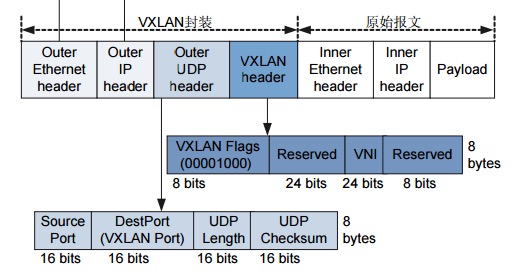 VXLAN封装
原始报文
Outer Ethernet header
Outer IP header
Outer UDP header
VXLAN header
Inner Ethernet header
Inner IP header
Payload
VXLAN Flags (00001000)
Reserved
VNI
Reserved
8 bytes
8 bits
24 bits
24 bits
8 bits
Source Port
DestPort (VXLAN Port)
UDP Length
UDP Checksum
8 bytes
16 bits
16 bits
16 bits
16 bits